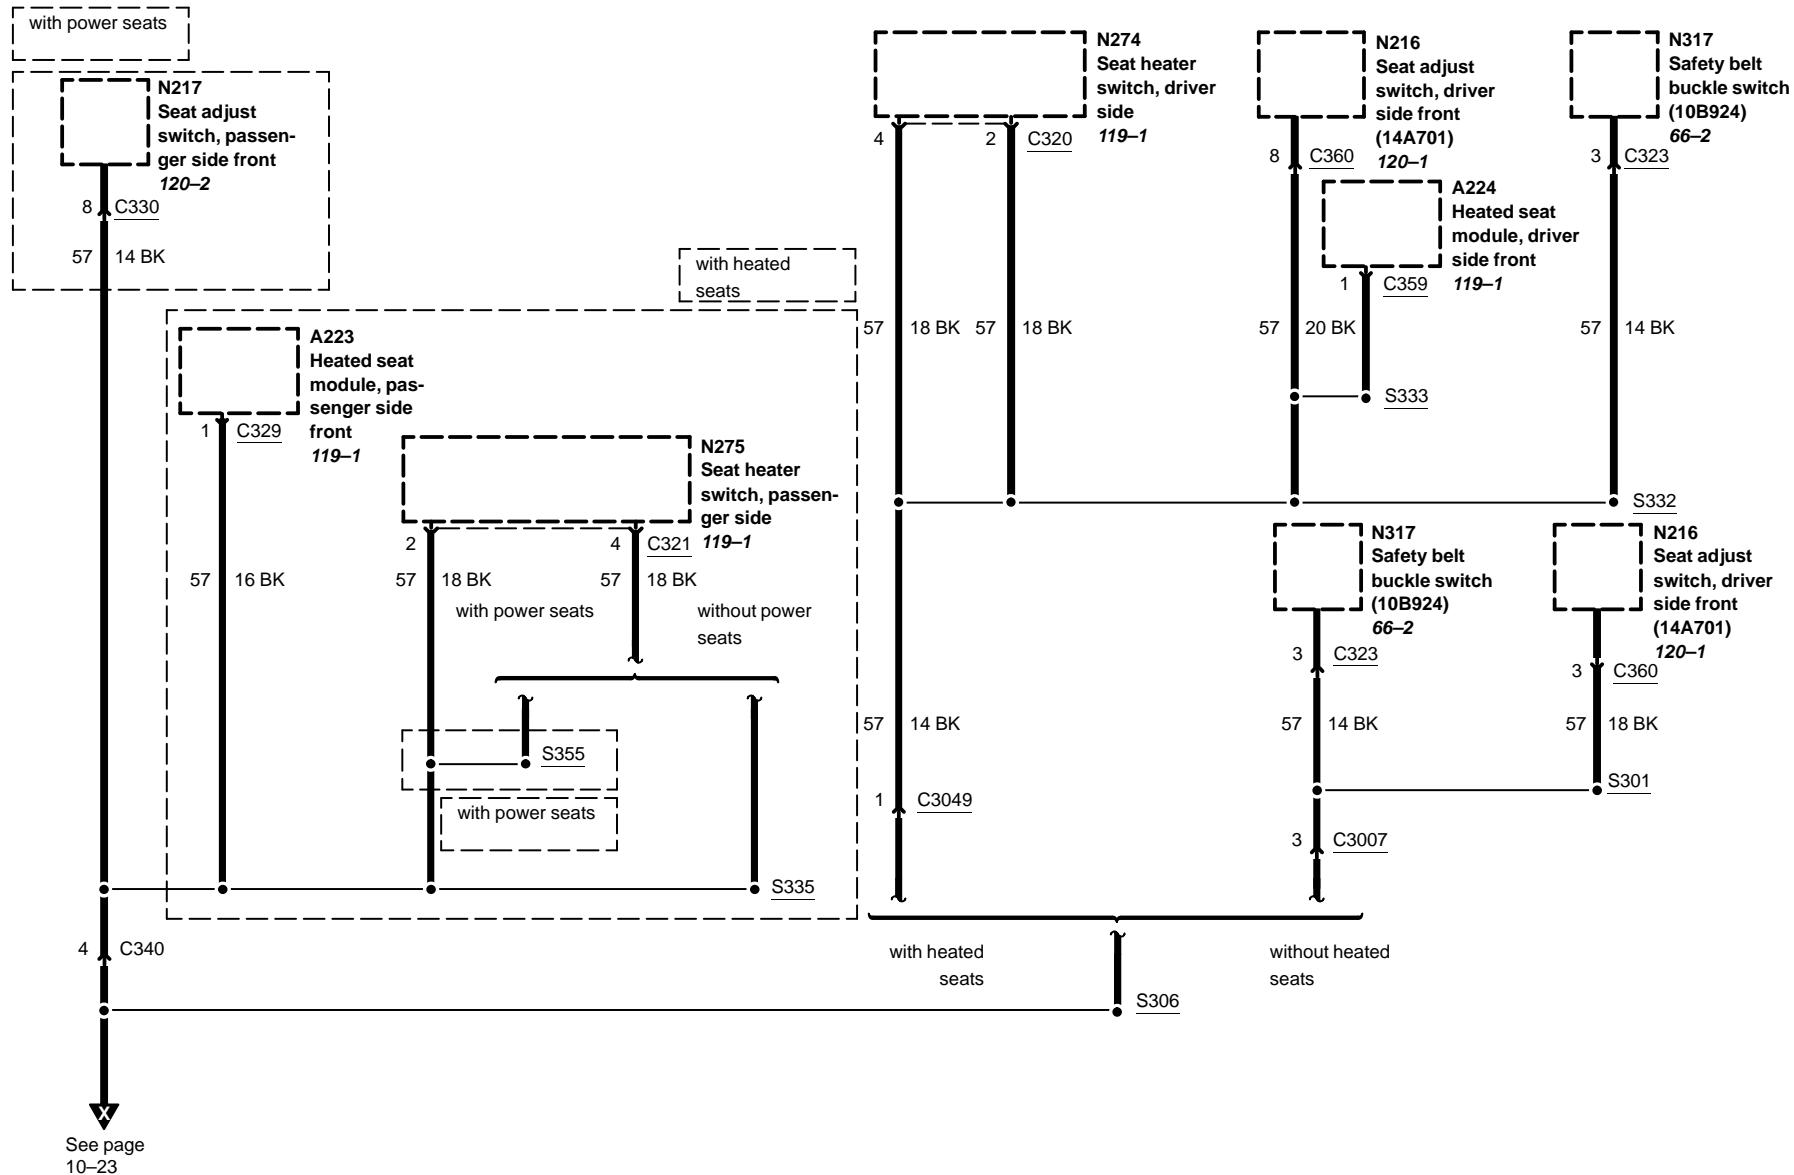 with power seats
N217
Seat adjust
switch, passen-
ger side front
120–2
8 C330
57 14 BK
with heated
seats
A223
Heated seat
module, pas-
senger side
front
119–1
1 C329
57 16 BK
N275
Seat heater
switch, passen-
ger side
119–1
2 4 C321
57 18 BK 57 18 BK
with power seats
without power
seats
S355
with power seats
S335
4 C340
N274
Seat heater
switch, driver
side
119–1
4 2 C320
57 18 BK 57 18 BK
N216
Seat adjust
switch, driver
side front
(14A701)
120–1
8 C360
A224
Heated seat
module, driver
side front
119–1
1 C359
57 20 BK
S333
N317
Safety belt
buckle switch
(10B924)
66–2
3 C323
57 14 BK
S332
N317
Safety belt
buckle switch
(10B924)
66–2
3 C323
57 14 BK
N216
Seat adjust
switch, driver
side front
(14A701)
120–1
3 C360
57 18 BK
S301
57 14 BK
1 C3049
3 C3007
with heated
seats
without heated
seats
S306
X
See page
10–23